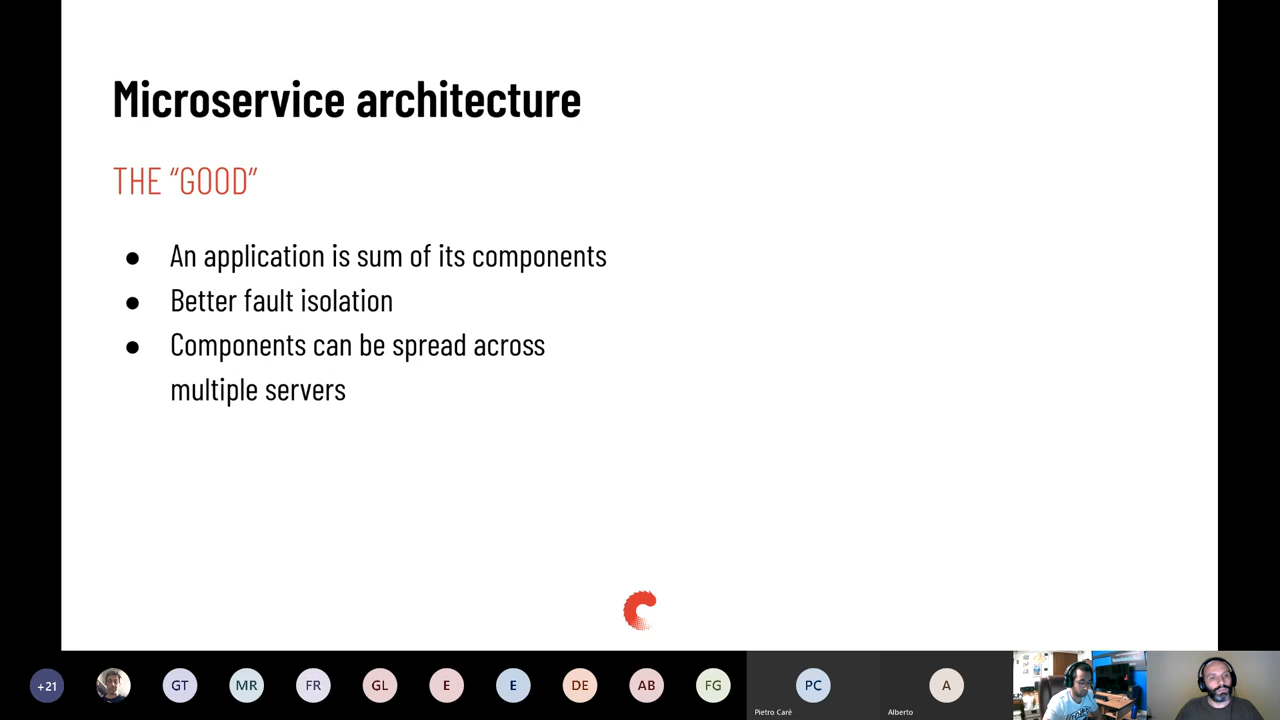 Microservice architecture
THE “GOOD”
● An application is sum of its components
● Better fault isolation
● Components can be spread across
multiple servers
+21
GT
MR
FR
GL
E
E
DE
AB
FG
PC
Pietro Caré
A
Alberto